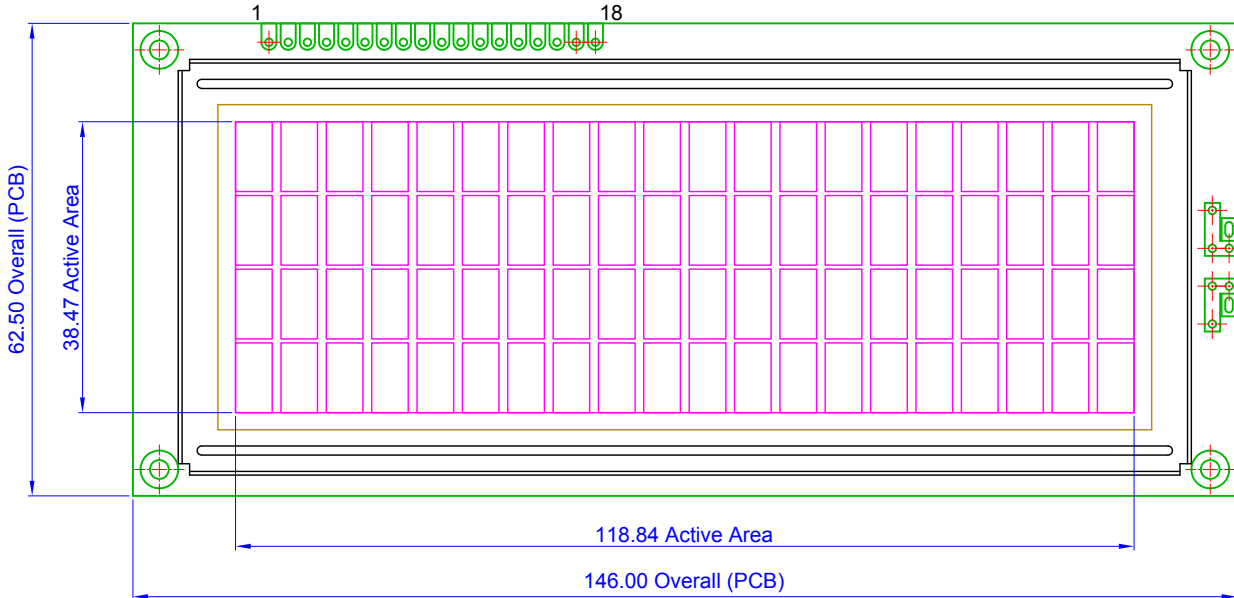 1
18
62.50 Overall (PCB)
38.47 Active Area
118.84 Active Area
146.00 Overall (PCB)